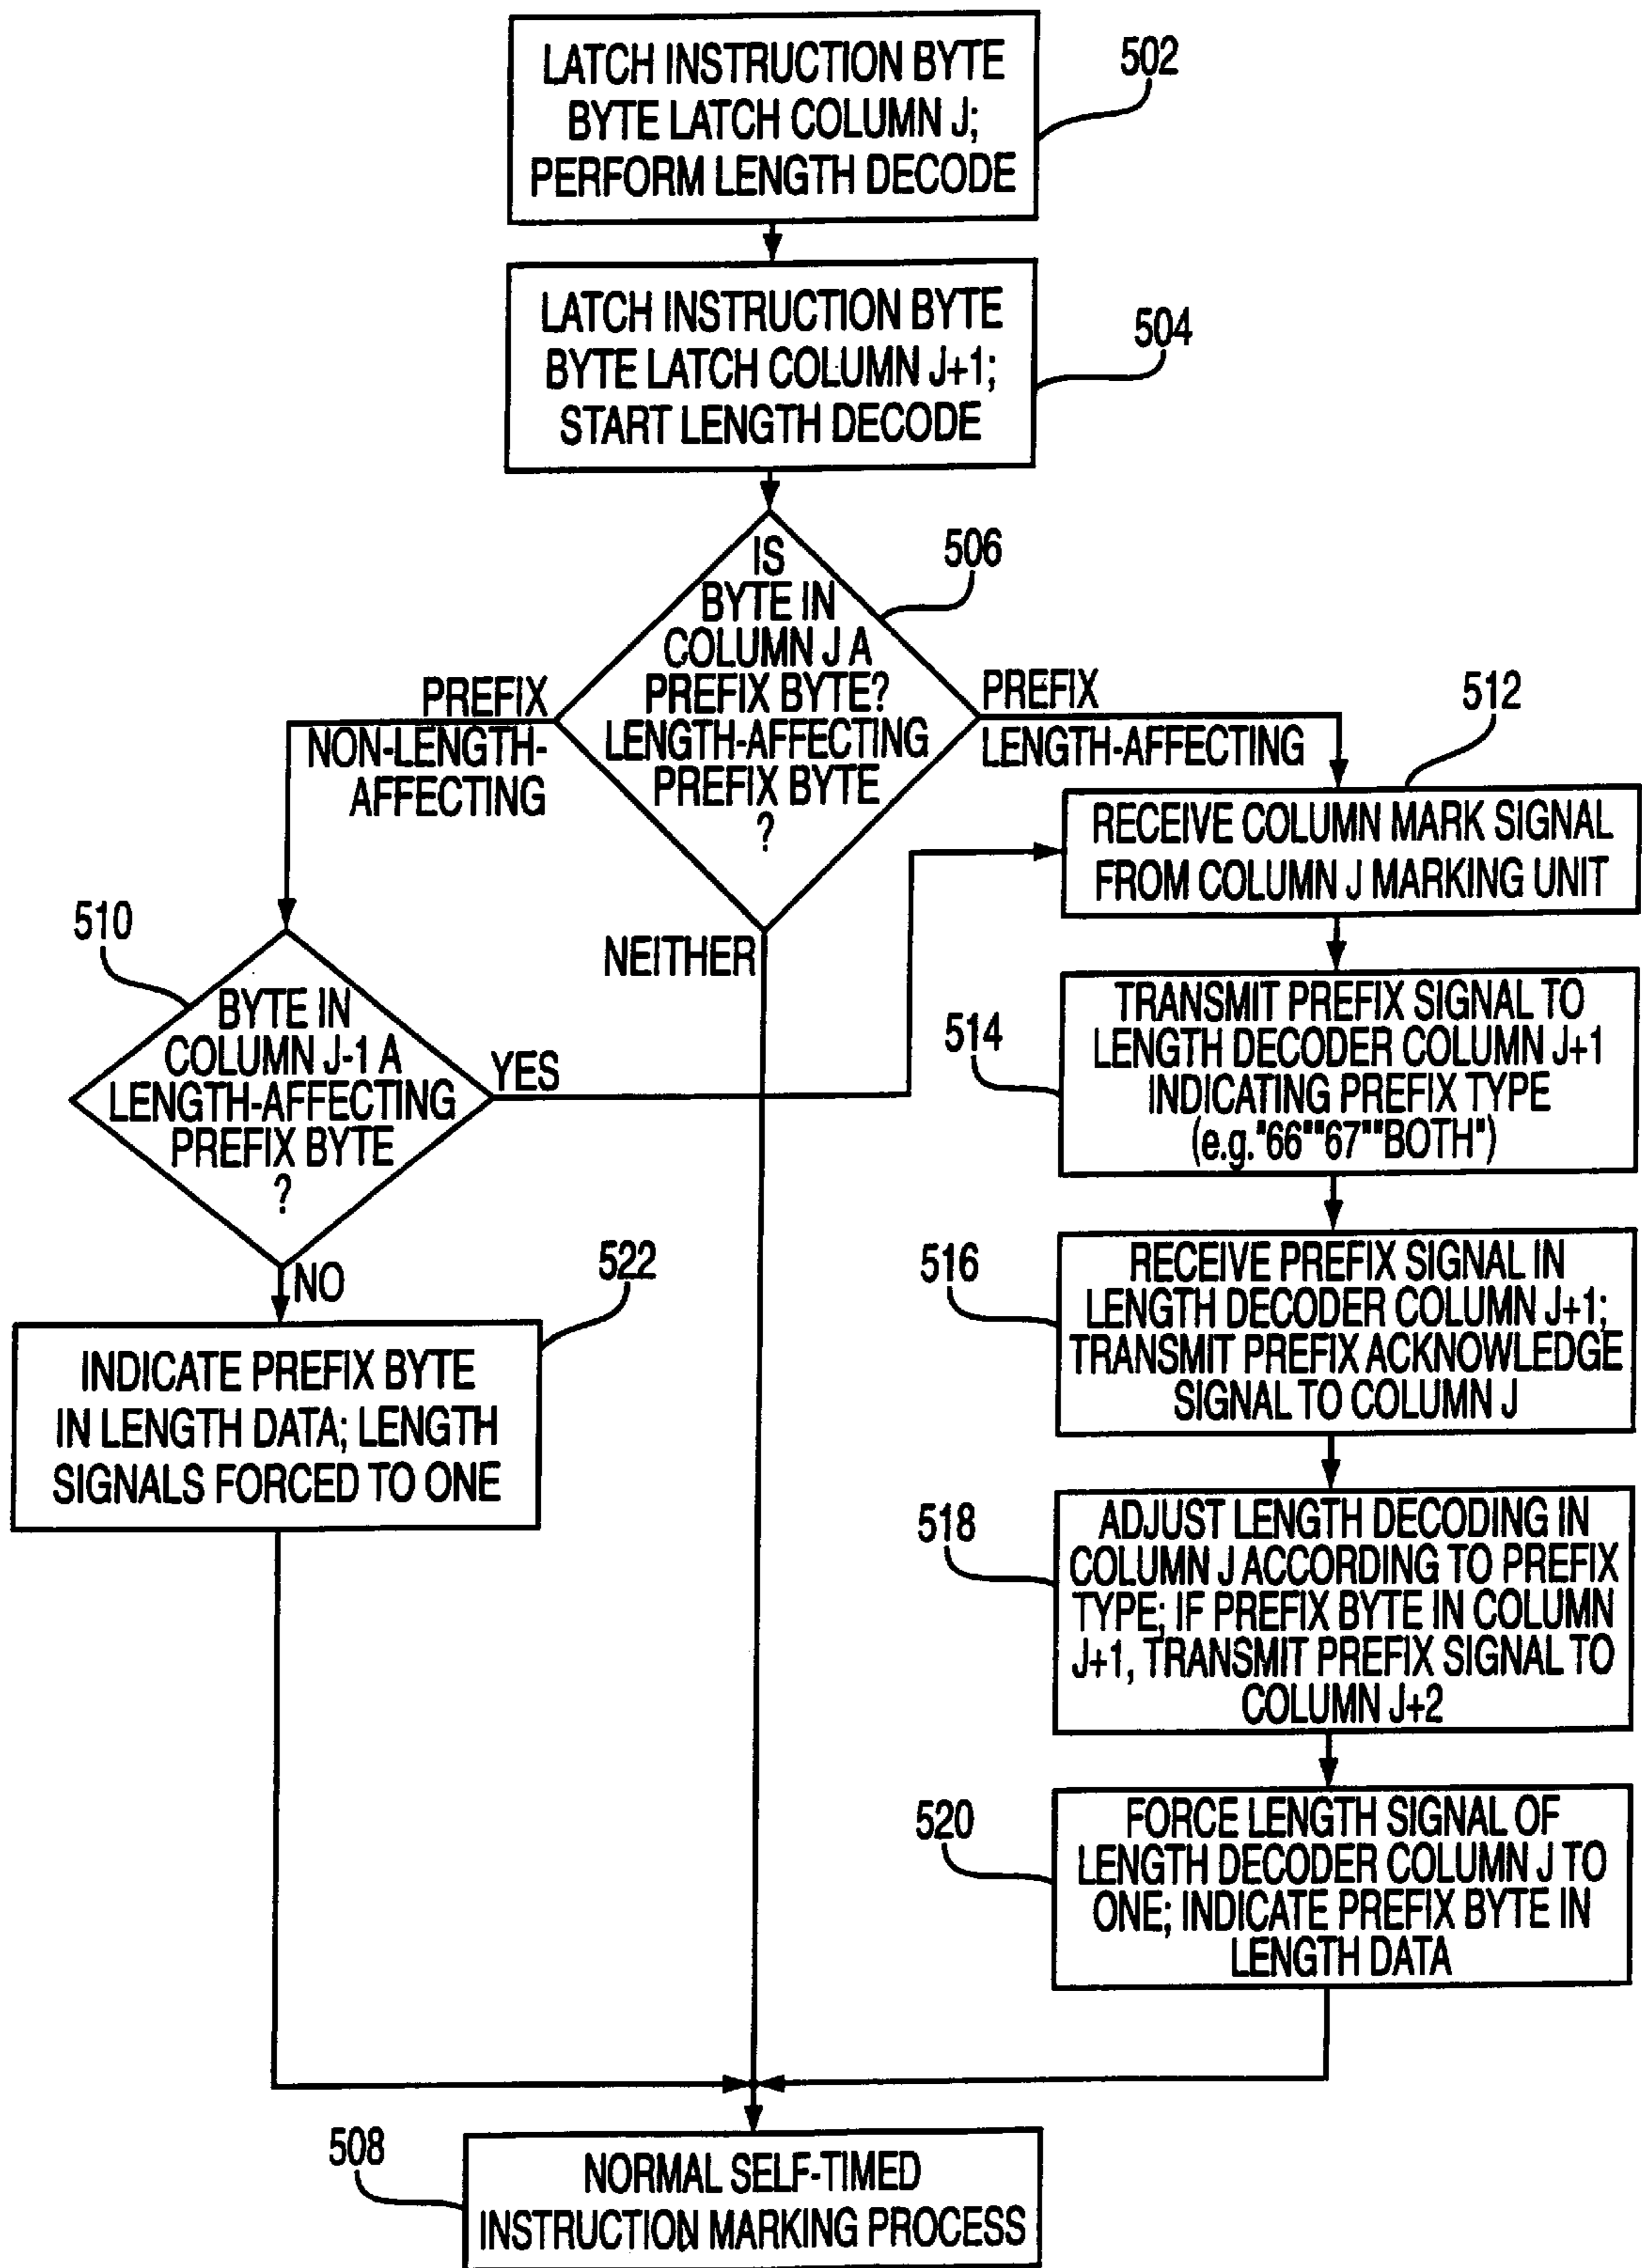 LATCH INSTRUCTION BYTE
BYTE LATCH COLUMN J;
PERFORM LENGTH DECODE
502
LATCH INSTRUCTION BYTE
BYTE LATCH COLUMN J+1;
START LENGTH DECODE
504
IS
BYTE IN
COLUMN J A
PREFIX BYTE?
LENGTH-AFFECTING
PREFIX BYTE
?
506
PREFIX
NON-LENGTH-
AFFECTING
PREFIX
LENGTH-AFFECTING
NEITHER
512
RECEIVE COLUMN MARK SIGNAL
FROM COLUMN J MARKING UNIT
510
BYTE IN
COLUMN J-1 A
LENGTH-AFFECTING
PREFIX BYTE
?
YES
NO
514
TRANSMIT PREFIX SIGNAL TO
LENGTH DECODER COLUMN J+1
INDICATING PREFIX TYPE
(e.g."66""67""BOTH")
516
RECEIVE PREFIX SIGNAL IN
LENGTH DECODER COLUMN J+1;
TRANSMIT PREFIX ACKNOWLEDGE
SIGNAL TO COLUMN J
522
INDICATE PREFIX BYTE
IN LENGTH DATA; LENGTH
SIGNALS FORCED TO ONE
518
ADJUST LENGTH DECODING IN
COLUMN J ACCORDING TO PREFIX
TYPE; IF PREFIX BYTE IN COLUMN
J+1, TRANSMIT PREFIX SIGNAL TO
COLUMN J+2
520
FORCE LENGTH SIGNAL OF
LENGTH DECODER COLUMN J TO
ONE; INDICATE PREFIX BYTE IN
LENGTH DATA
508
NORMAL SELF-TIMED
INSTRUCTION MARKING PROCESS